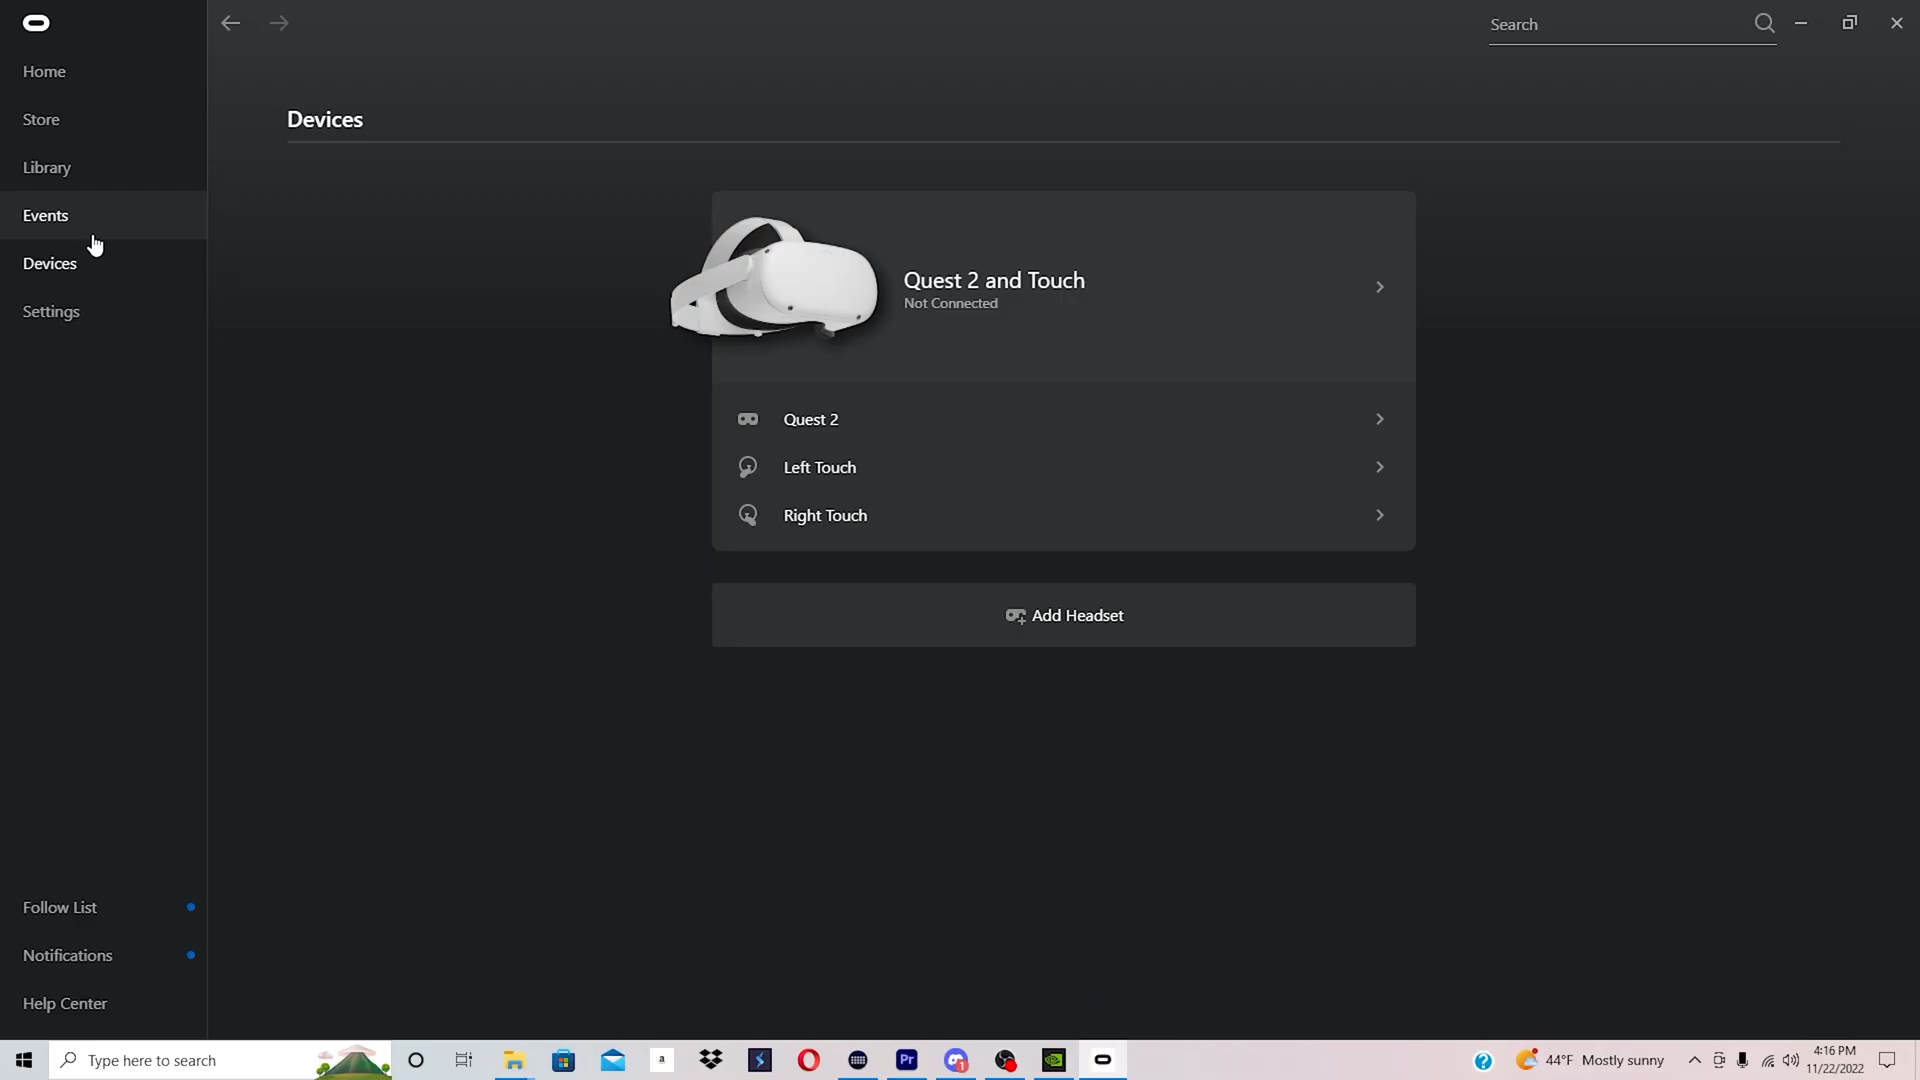 Search
Home
Store
Library
Events
Devices
Settings
Devices
Quest 2 and Touch
Not Connected
Quest 2
Left Touch
Right Touch
Add Headset
Follow List
Notifications
Help Center
Type here to search
a
Pr
1
?
44°F Mostly sunny
4:16 PM
11/22/2022